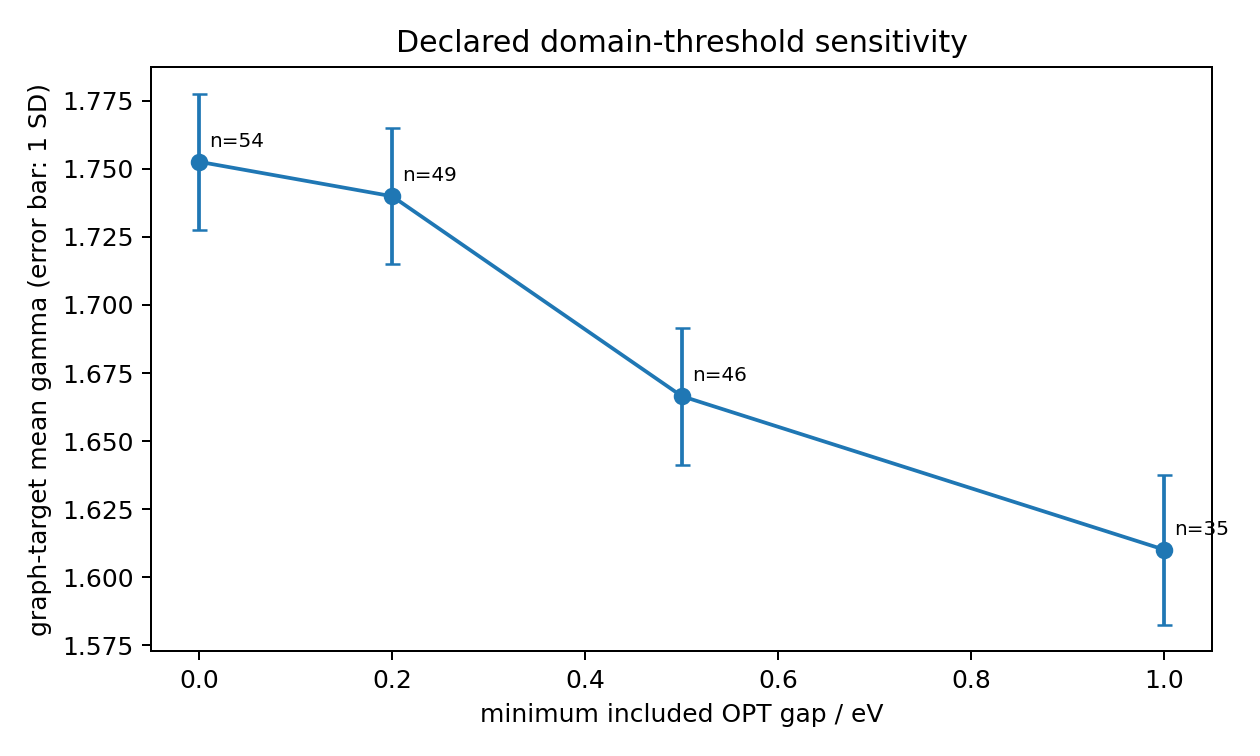 Declared domain-threshold sensitivity
graph-target mean gamma (error bar: 1 SD)
1.775
1.750
1.725
1.700
1.675
1.650
1.625
1.600
1.575
n=54
n=49
n=46
n=35
0.0
0.2
0.4
0.6
0.8
1.0
minimum included OPT gap / eV